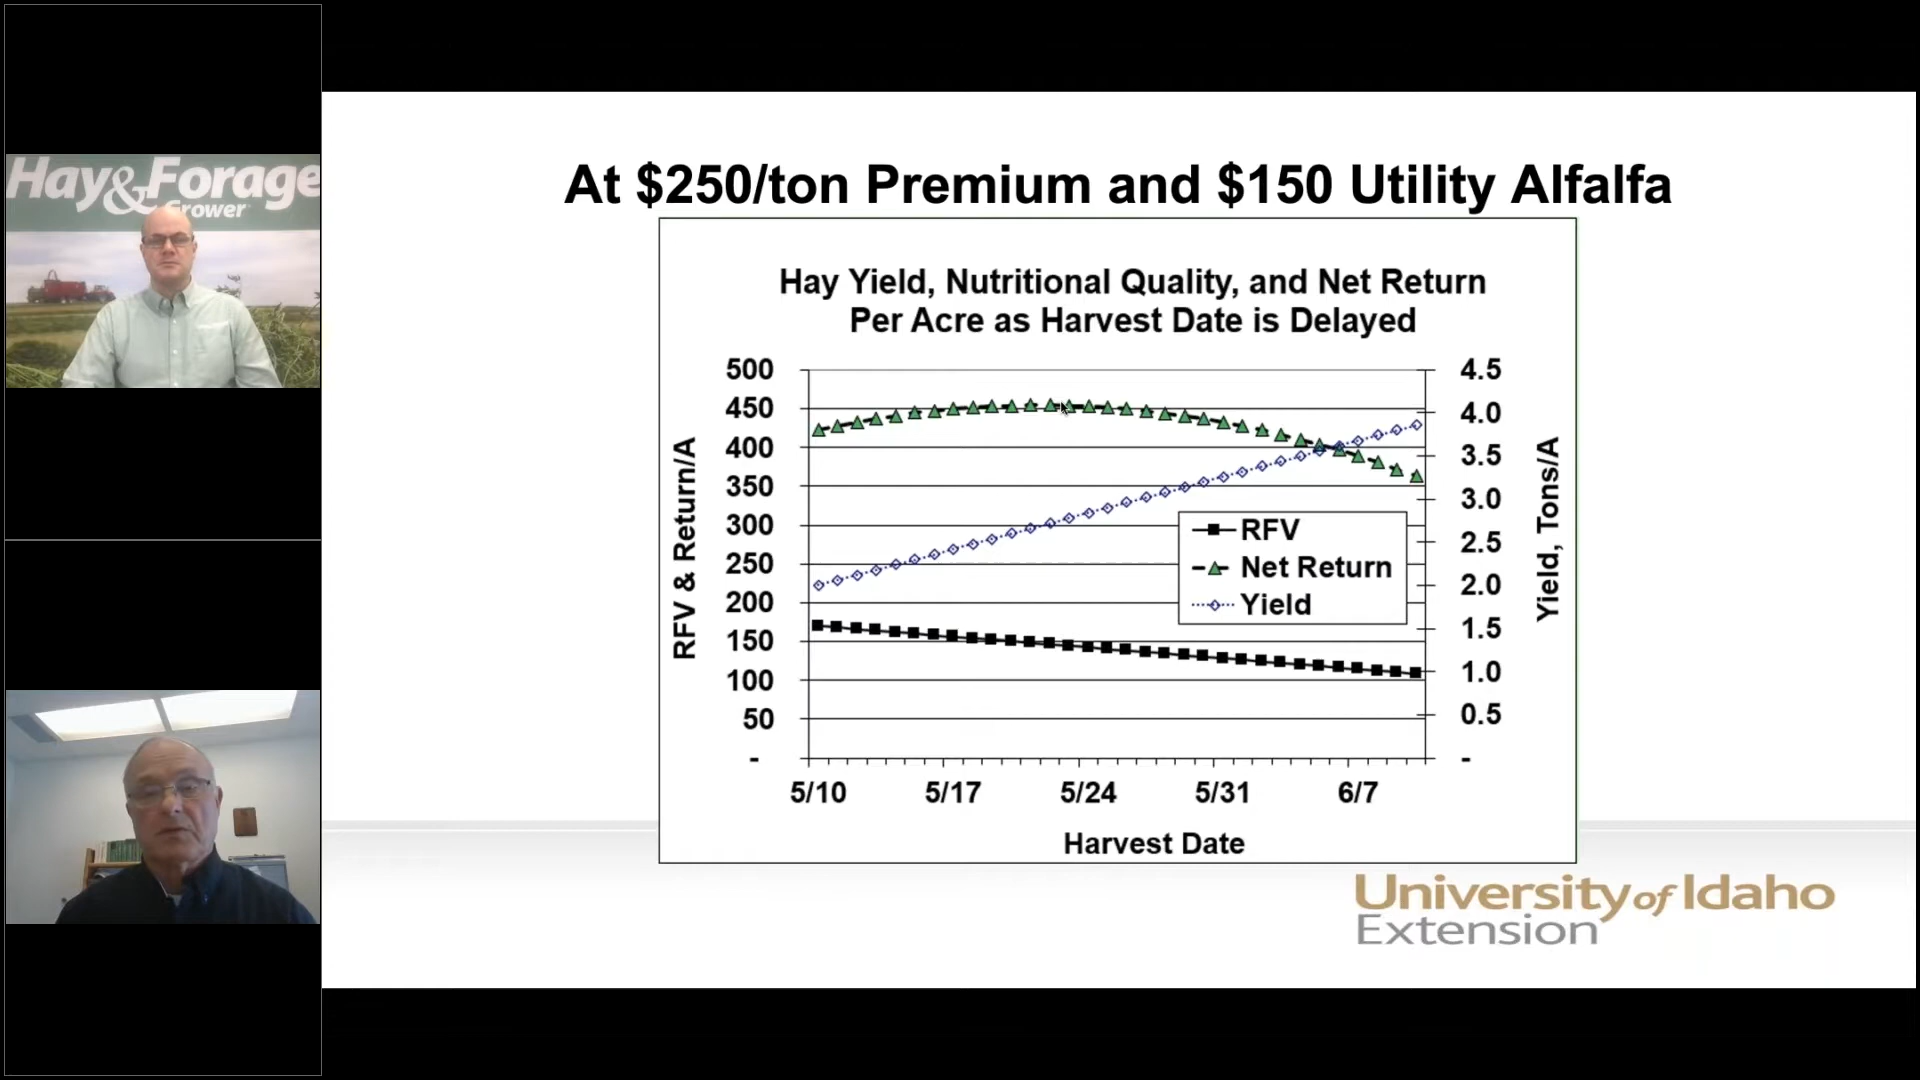 Hay&Forage
Grower
At $250/ton Premium and $150 Utility Alfalfa
Hay Yield, Nutritional Quality, and Net Return
Per Acre as Harvest Date is Delayed
RFV & Return/A
500
450
400
350
300
250
200
150
100
50
-
4.5
4.0
3.5
3.0
2.5
2.0
1.5
1.0
0.5
-
Yield, Tons/A
RFV
Net Return
Yield
5/10 5/17 5/24 5/31 6/7
Harvest Date
University of Idaho
Extension